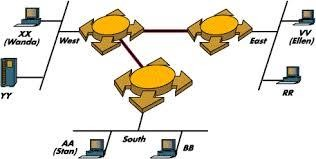 XX
(Wanda)
West
YY
East
VV
(Ellen)
RR
South
AA
(Stan)
BB